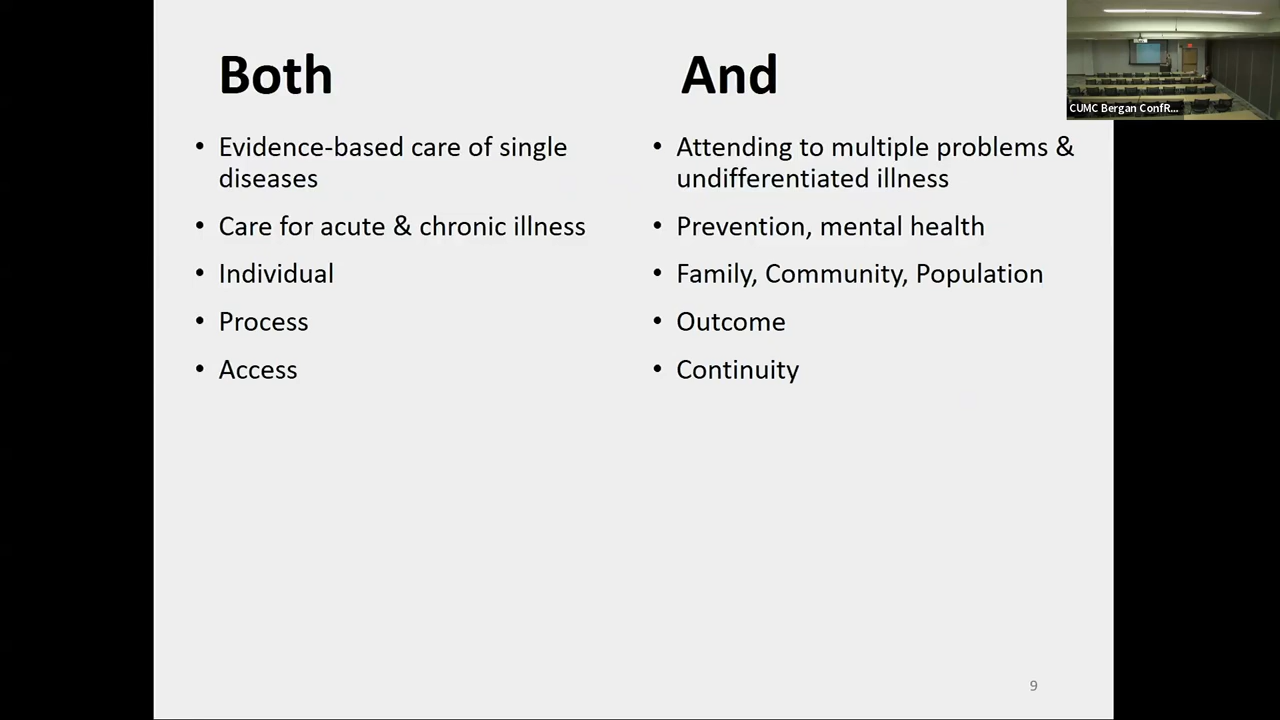 Both
Evidence-based care of single
diseases
Care for acute & chronic illness
Individual
Process
Access
And
Attending to multiple problems &
undifferentiated illness
Prevention, mental health
Family, Community, Population
Outcome
Continuity
9
CUMC Bergan ConfR...